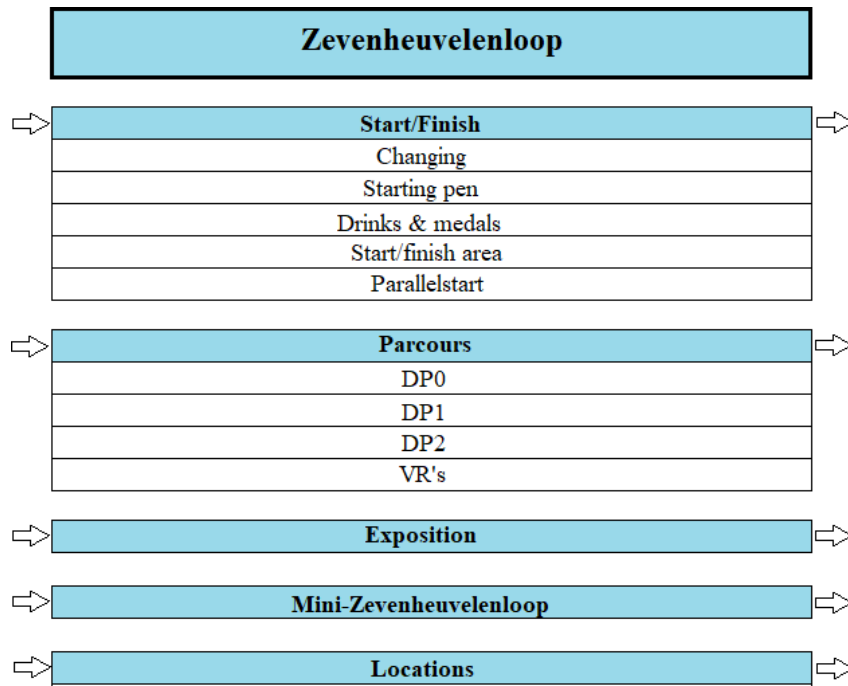 Zevenheuvelenloop
Start/Finish
Changing
Starting pen
Drinks & medals
Start/finish area
Parallelstart
Parcours
DP0
DP1
DP2
VR's
Exposition
Mini-Zevenheuvelenloop
Locations